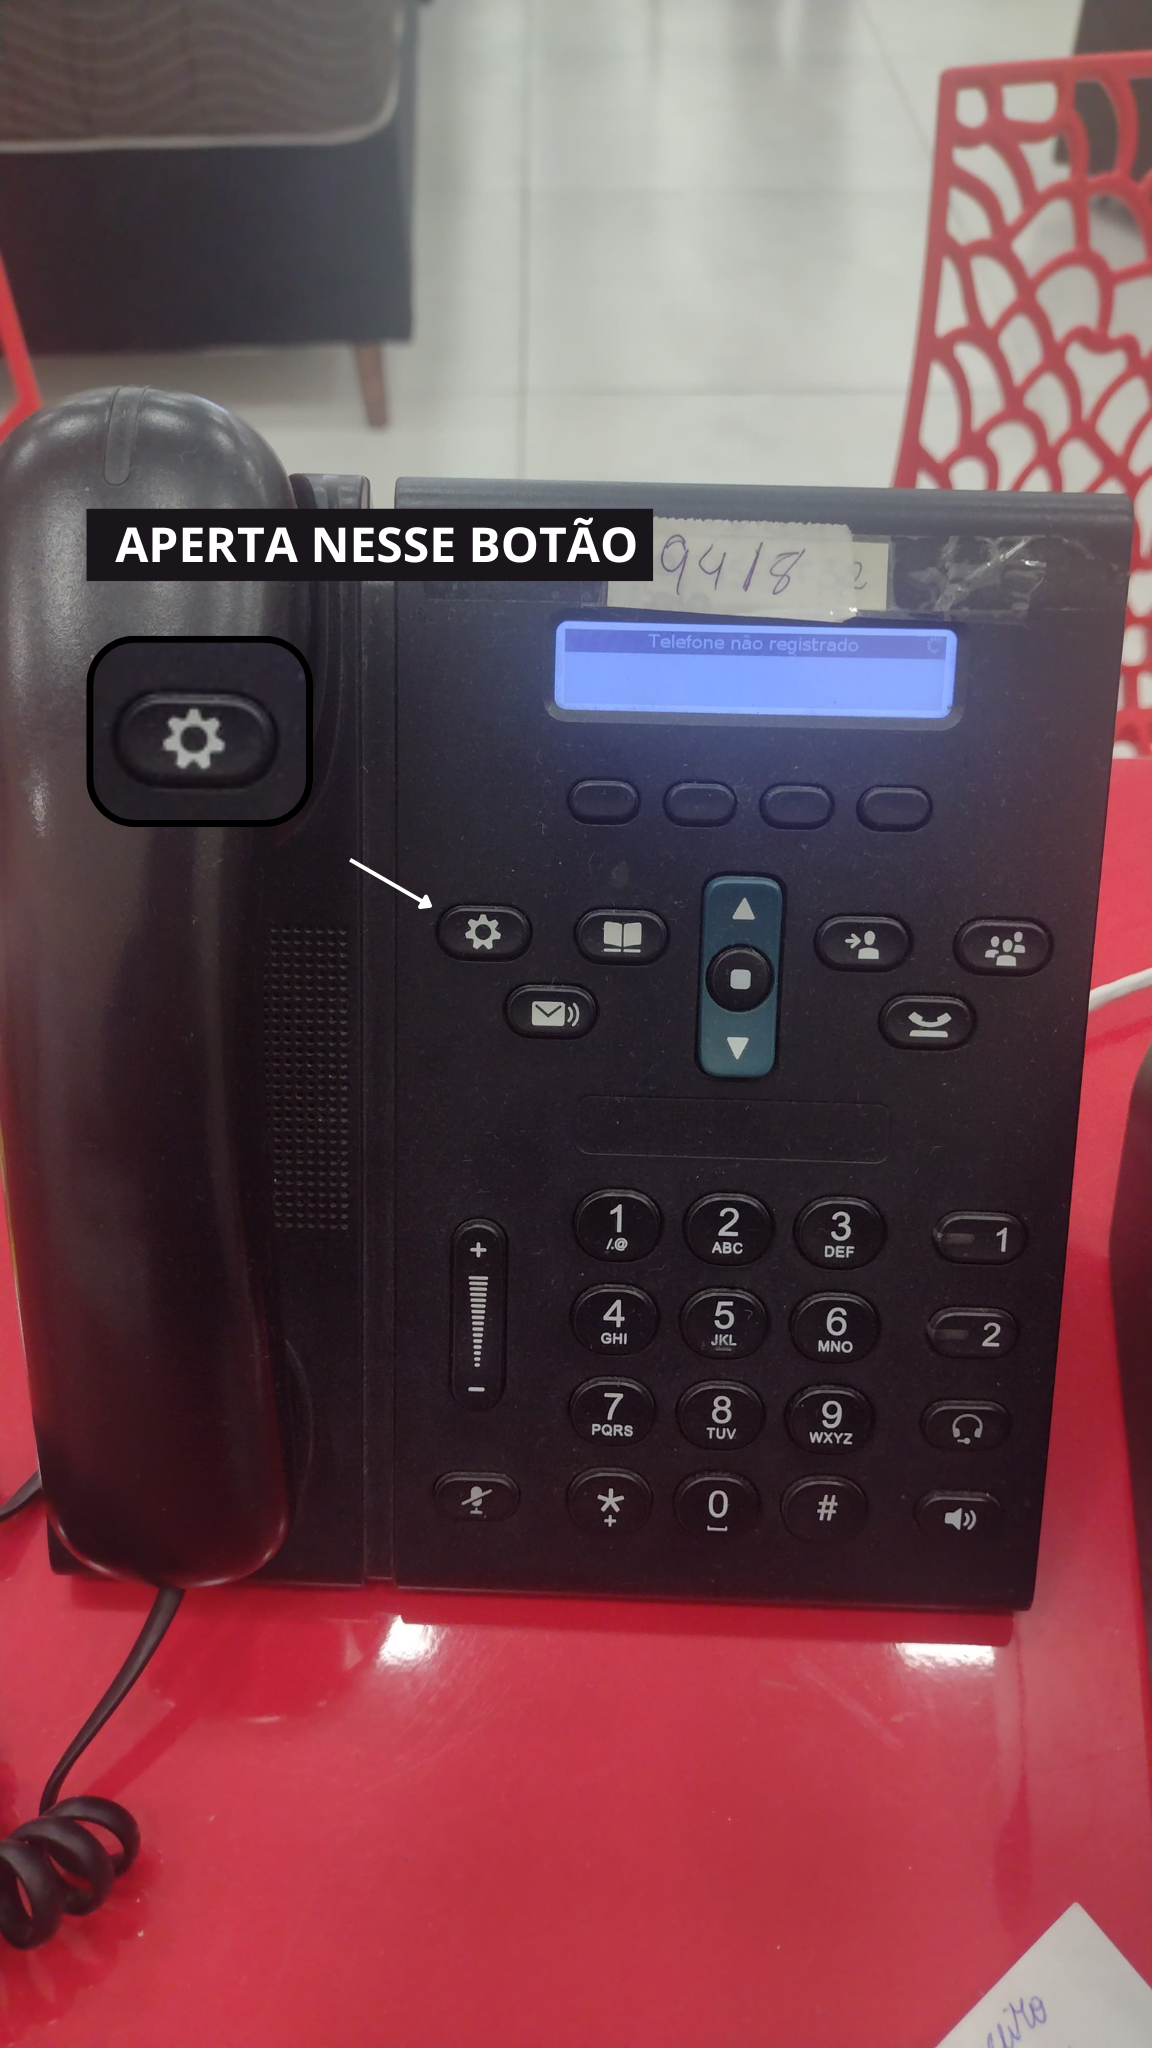 APERTA NESSE BOTÃO
9418
Telefone não registrado
1
/.@
2
ABC
3
DEF
1
+
4
GHI
5
JKL
6
MNO
2
-
7
PQRS
8
TUV
9
WXYZ
*
+
0
#